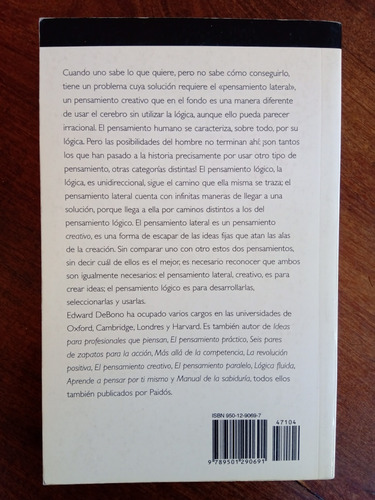 Cuando uno sabe lo que quiere, pero no sabe cómo conseguirlo,
tiene un problema cuya solución requiere el «pensamiento lateral»,
un pensamiento creativo que en el fondo es una manera diferente
de usar el cerebro sin utilizar la lógica, aunque ello pueda parecer
irracional. El pensamiento humano se caracteriza, sobre todo, por su
lógica. Pero las posibilidades del hombre no terminan ahí: ¡son tantos
los que han pasado a la historia precisamente por usar otro tipo de
pensamiento, otras categorías distintas! El pensamiento lógico, la
lógica, es unidireccional, sigue el camino que ella misma se traza; el
pensamiento lateral cuenta con infinitas maneras de llegar a una
solución, porque llega a ella por caminos distintos a los del
pensamiento lógico. El pensamiento lateral es un pensamiento
creativo, es una forma de escapar de las ideas fijas que atan las alas
de la creación. Sin comparar uno con otro estos dos pensamientos,
sin decir cuál de ellos es el mejor, es necesario reconocer que ambos
son igualmente necesarios: el pensamiento lateral, creativo, es para
crear ideas; el pensamiento lógico es para desarrollarlas,
seleccionarlas y usarlas.
Edward DeBono ha ocupado varios cargos en las universidades de
Oxford, Cambridge, Londres y Harvard. Es también autor de Ideas
para profesionales que piensan, El pensamiento práctico, Seis pares
de zapatos para la acción, Más allá de la competencia, La revolución
positiva, El pensamiento creativo, El pensamiento paralelo, Lógica fluida,
Aprende a pensar por ti mismo y Manual de la sabiduría, todos ellos
también publicados por Paidós.
ISBN 950-12-9069-7
47104
9 789501 290691